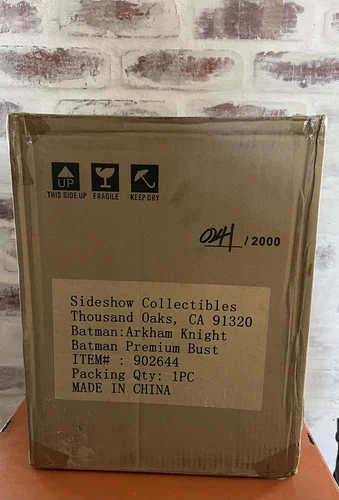 UP
THIS SIDE UP FRAGILE KEEP DRY
024/2000
Sideshow Collectibles
Thousand Oaks, CA 91320
Batman:Arkham Knight
Batman Premium Bust
ITEM# : 902644
Packing Qty: 1PC
MADE IN CHINA